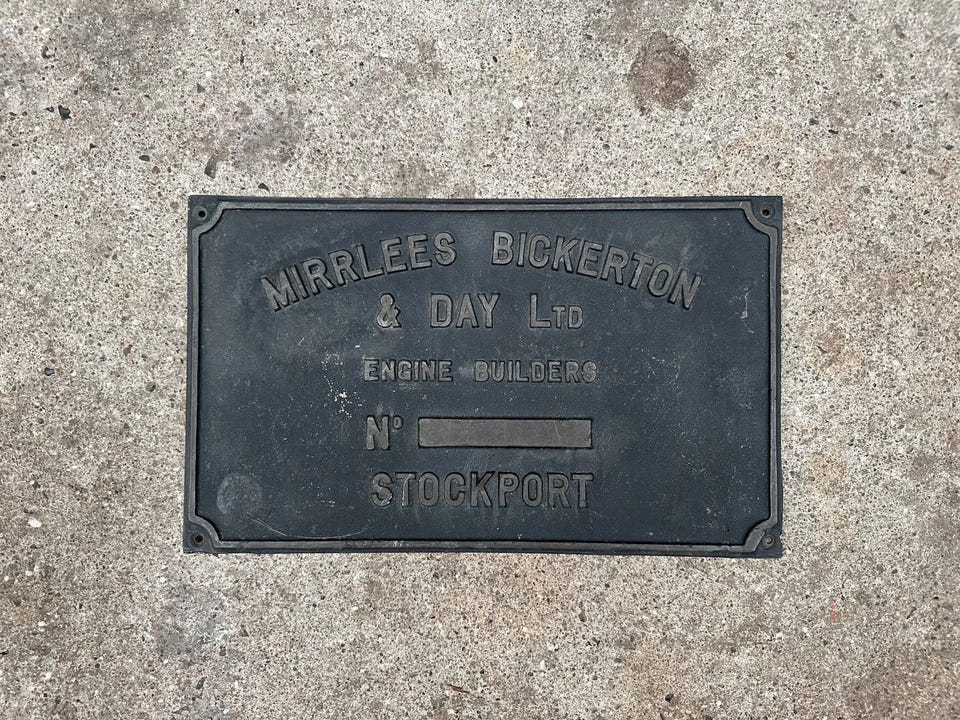 MIRRLEES BICKERTON
& DAY LTD
ENGINE BUILDERS
Nº
STOCKPORT